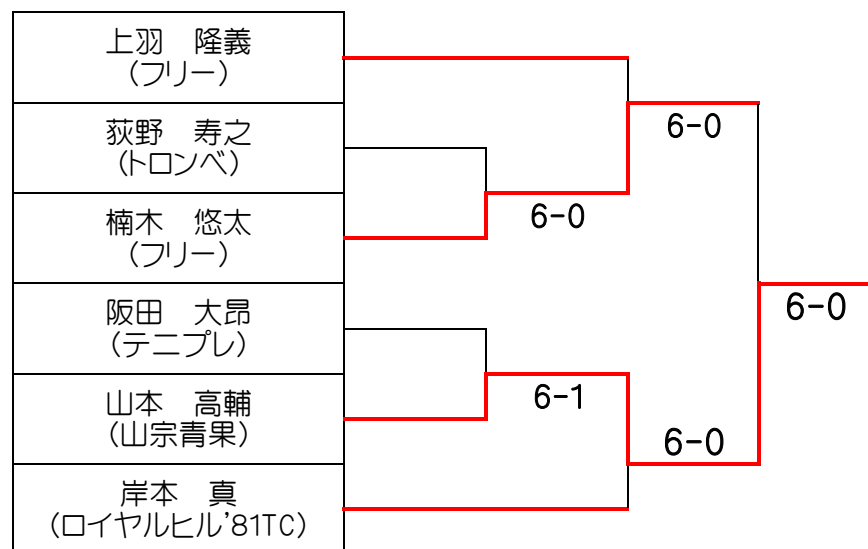 上羽　隆義
(フリー)
荻野　寿之
(トロンベ)
楠木　悠太
(フリー)
阪田　大昂
(テニプレ)
山本　高輔
(山宗青果)
岸本　真
(ロイヤルヒル'81TC)
6-0
6-0
6-0
6-1
6-0